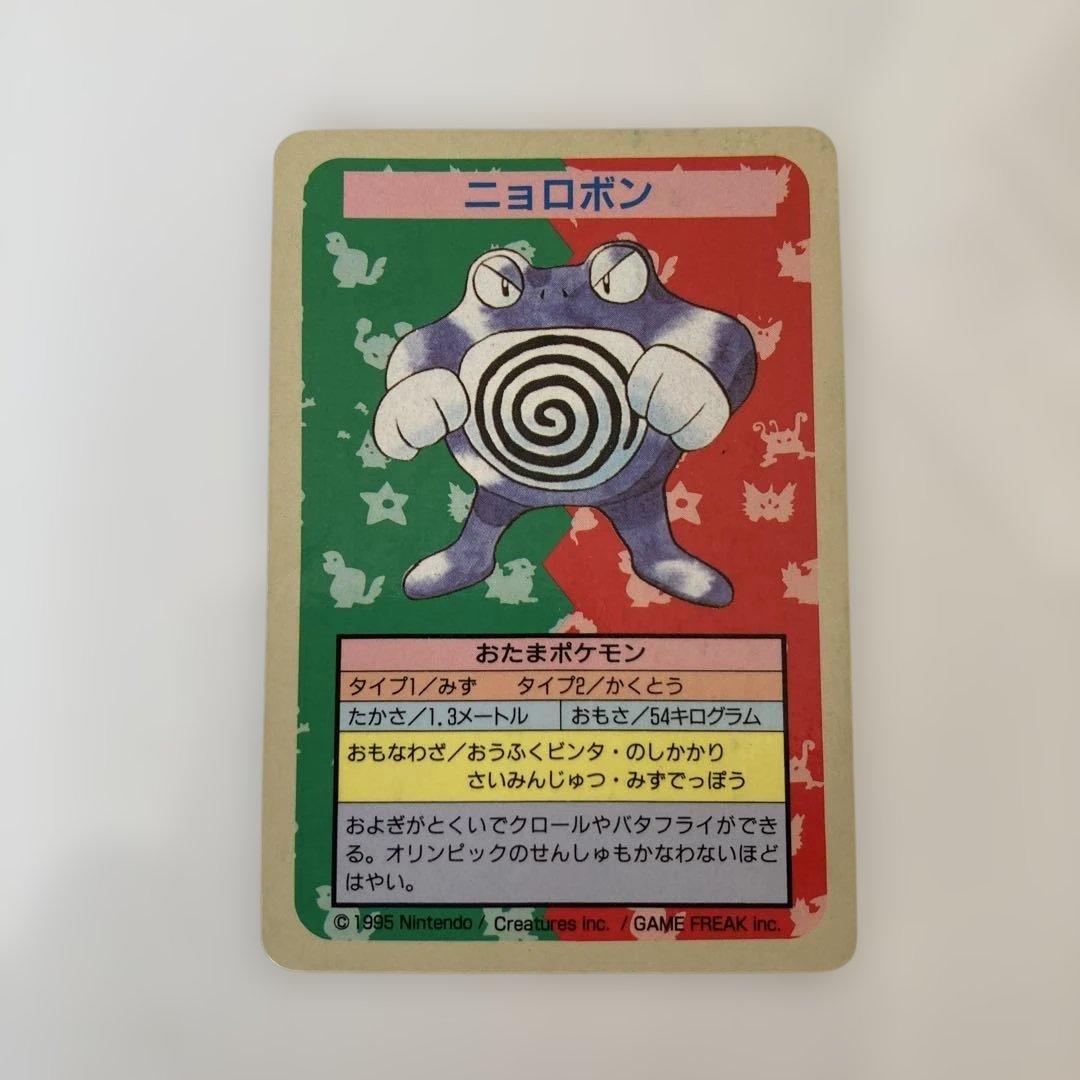 ニョロボン
おたまポケモン
タイプ1／みず　タイプ2／かくとう
たかさ／1.3メートル　おもさ／54キログラム
おもなわざ／おうふくビンタ・のしかかり
さいみんじゅつ・みずでっぽう
およぎがとくいでクロールやバタフライができ
る。オリンピックのせんしゅもかなわないほど
はやい。
© 1995 Nintendo / Creatures inc. / GAME FREAK inc.